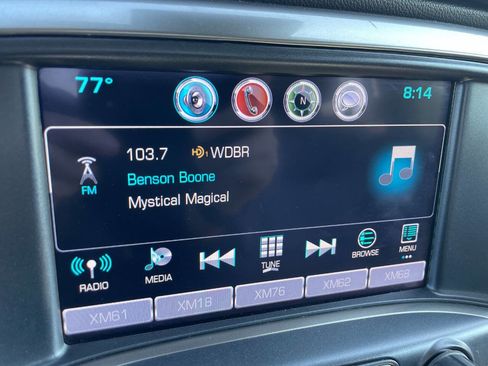 77° 8:14
N
103.7 HD1 WDBR
FM
Benson Boone
Mystical Magical
RADIO MEDIA TUNE BROWSE MENU
XM61 XM18 XM76 XM62 XM68